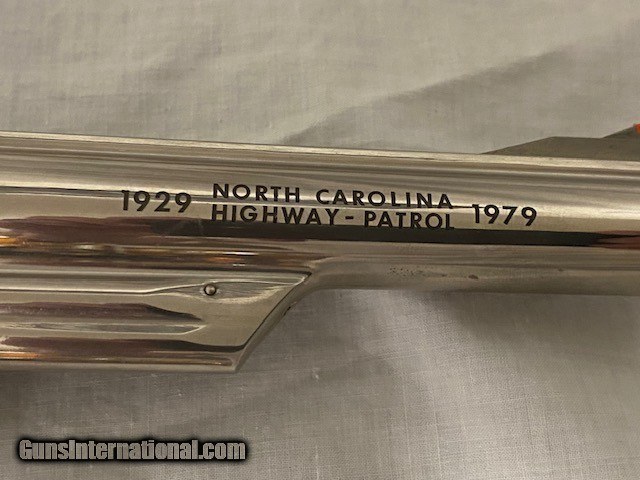 1929 NORTH CAROLINA HIGHWAY-PATROL 1979
GunsInternational.com